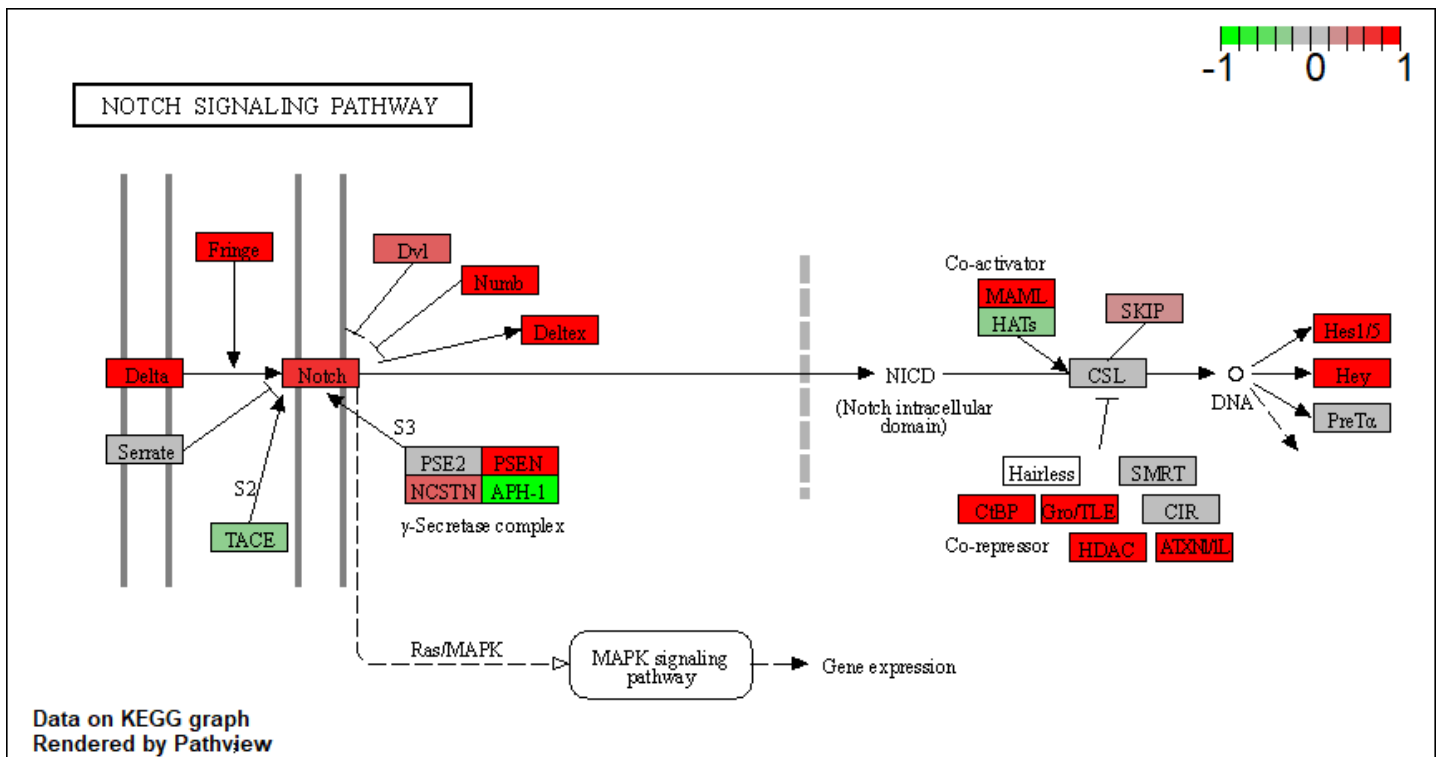 -1 0 1
NOTCH SIGNALING PATHWAY
Fringe
Dvl
Numb
Deltex
Delta
Notch
Serrate
S2
TACE
S3
PSE2 PSEN
NCSTN APH-1
γ-Secretase complex
NICD
(Notch intracellular
domain)
Co-activator
MAML
HATs
SKIP
CSL
DNA
Hes1/5
Hey
PreTα
Hairless SMRT
CtBP Gro/TLE CIR
Co-repressor HDAC ATXN1/1L
Ras/MAPK
MAPK signaling
pathway
Gene expression
Data on KEGG graph
Rendered by Pathview